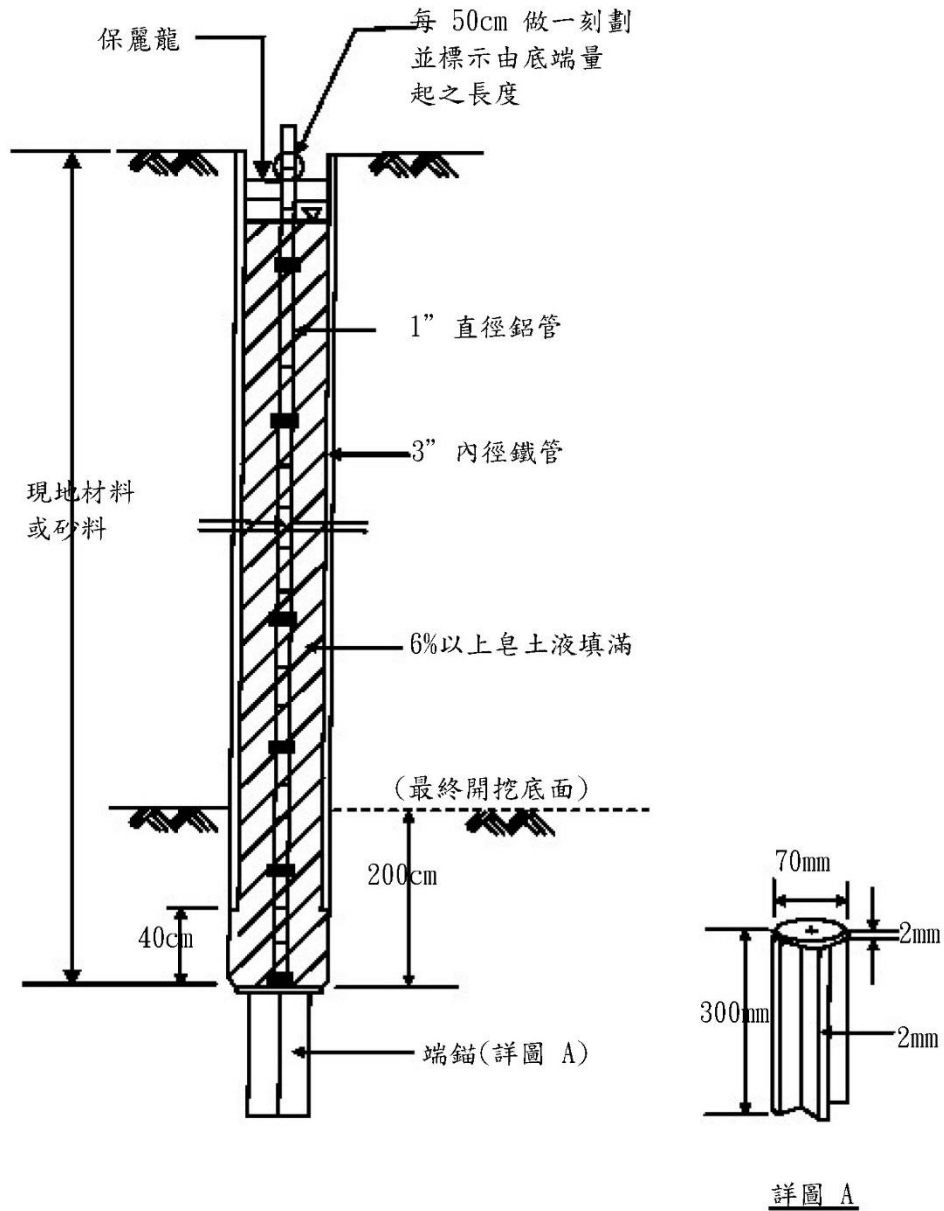 保麗龍
每 50cm 做一刻劃
並標示由底端量
起之長度
1” 直徑鋁管
3” 內徑鐵管
現地材料
或砂料
6%以上皂土液填滿
(最終開挖底面)
200cm
40cm
端錨(詳圖 A)
70mm
2mm
300mm
2mm
詳圖 A